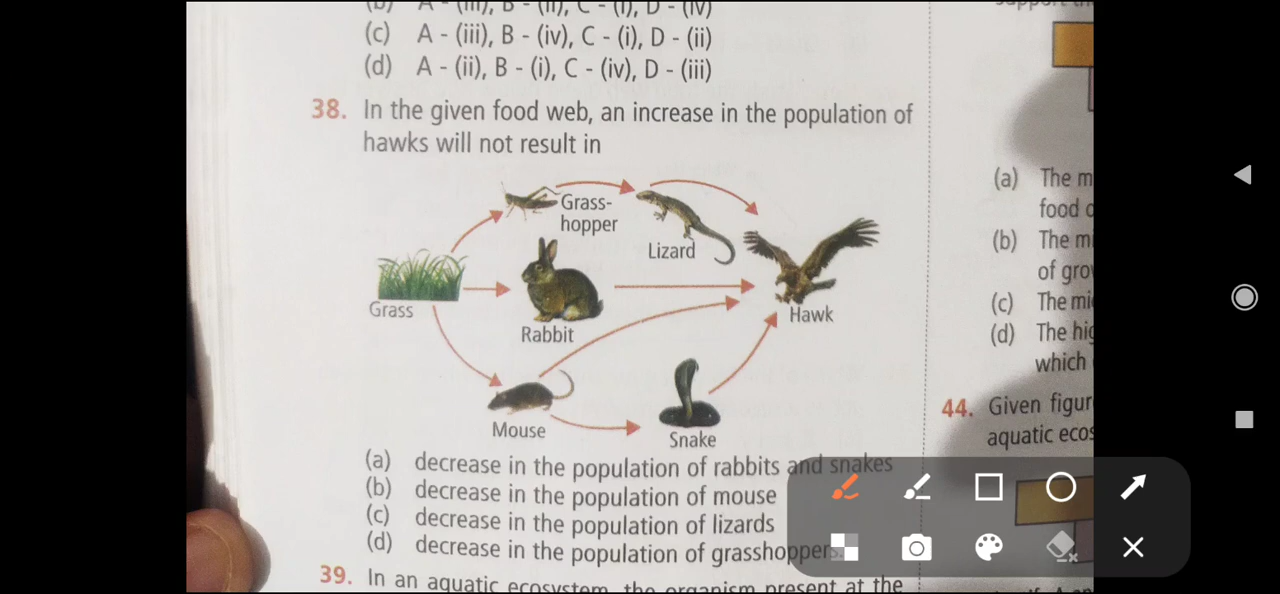 (b) A - (iii), B - (ii), C - (i), D - (iv)
(c) A - (iii), B - (iv), C - (i), D - (ii)
(d) A - (ii), B - (i), C - (iv), D - (iii)
38. In the given food web, an increase in the population of
hawks will not result in
Grass-
hopper
Lizard
Grass
Rabbit
Hawk
Mouse
Snake
(a) decrease in the population of rabbits and snakes
(b) decrease in the population of mouse
(c) decrease in the population of lizards
(d) decrease in the population of grasshoppers.
39. In an aquatic ecosystem, the organism present at the
support
(a) The m
food
(b) The m
of gro
(c) The mi
(d) The hig
which
44. Given figur
aquatic ecos